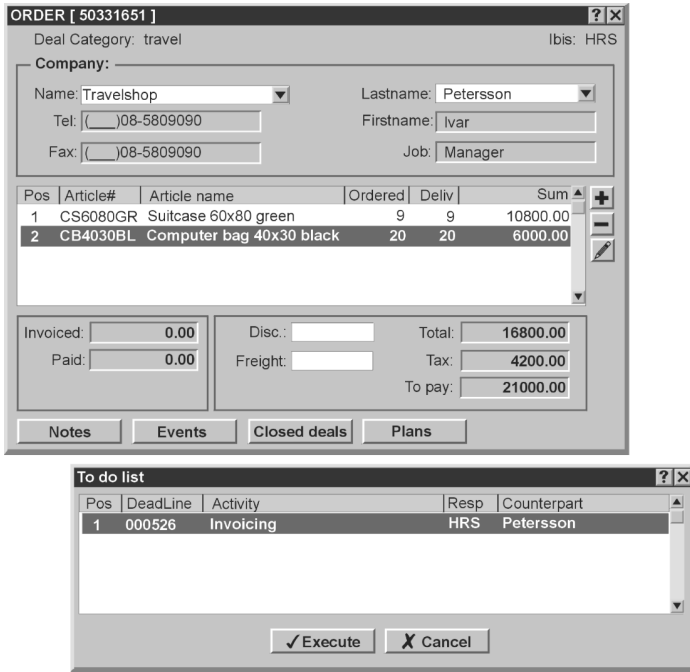 ORDER [ 50331651 ] ? X
Deal Category: travel Ibis: HRS
Company:
Name: Travelshop Lastname: Petersson
Tel: (___)08-5809090 Firstname: Ivar
Fax: (___)08-5809090 Job: Manager
Pos Article# Article name Ordered Deliv Sum
1 CS6080GR Suitcase 60x80 green 9 9 10800.00
2 CB4030BL Computer bag 40x30 black 20 20 6000.00
Invoiced: 0.00 Disc.: Total: 16800.00
Paid: 0.00 Freight: Tax: 4200.00
To pay: 21000.00
Notes Events Closed deals Plans
To do list ? X
Pos DeadLine Activity Resp Counterpart
1 000526 Invoicing HRS Petersson
✓Execute ✗ Cancel